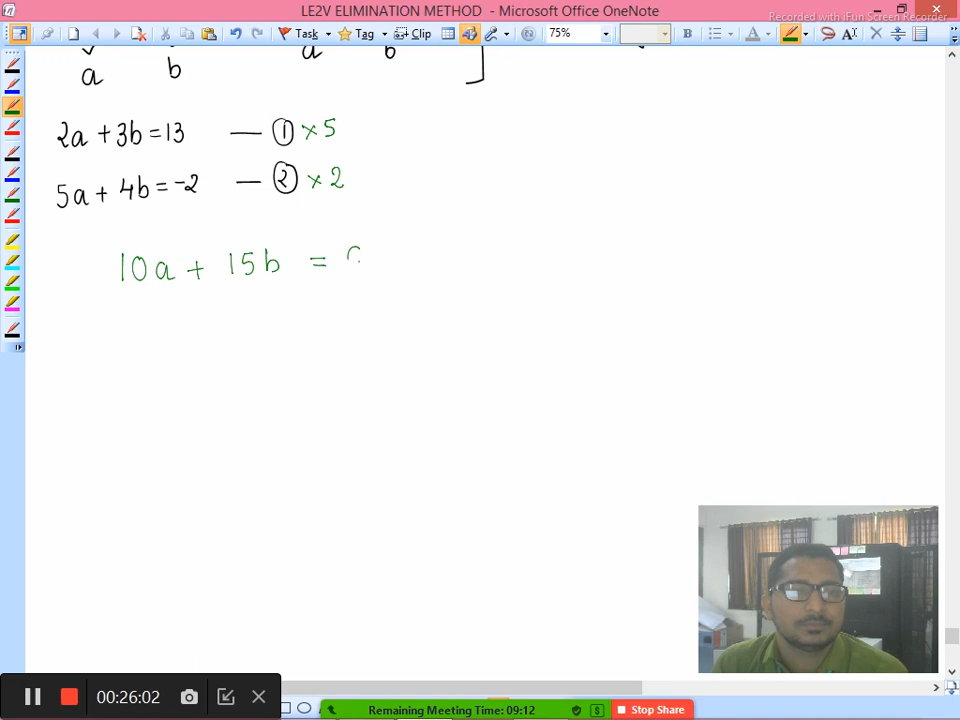 LE2V ELIMINATION METHOD - Microsoft Office OneNote
Recorded with iFun Screen Recorder
Task Tag Clip 75% B A A
a b a b
2a + 3b = 13 — ① × 5
5a + 4b = -2 — ② × 2
10a + 15b =
00:26:02
Remaining Meeting Time: 09:12 $ Stop Share